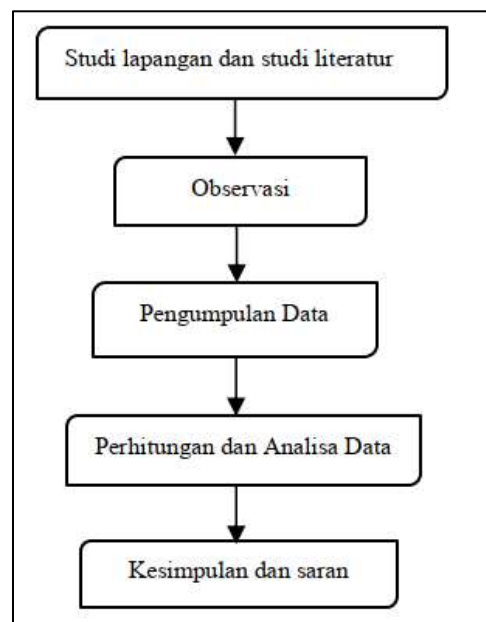 Studi lapangan dan studi literatur
Observasi
Pengumpulan Data
Perhitungan dan Analisa Data
Kesimpulan dan saran